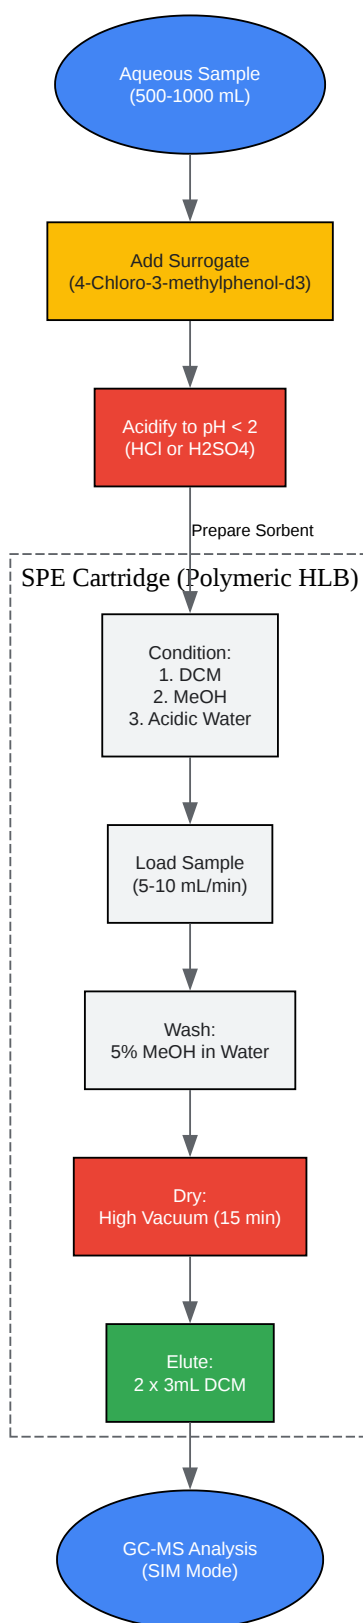 Aqueous Sample
(500-1000 mL)
Add Surrogate
(4-Chloro-3-methylphenol-d3)
Acidify to pH < 2
(HCl or H2SO4)
Prepare Sorbent
SPE Cartridge (Polymeric HLB)
Condition:
1. DCM
2. MeOH
3. Acidic Water
Load Sample
(5-10 mL/min)
Wash:
5% MeOH in Water
Dry:
High Vacuum (15 min)
Elute:
2 x 3mL DCM
GC-MS Analysis
(SIM Mode)